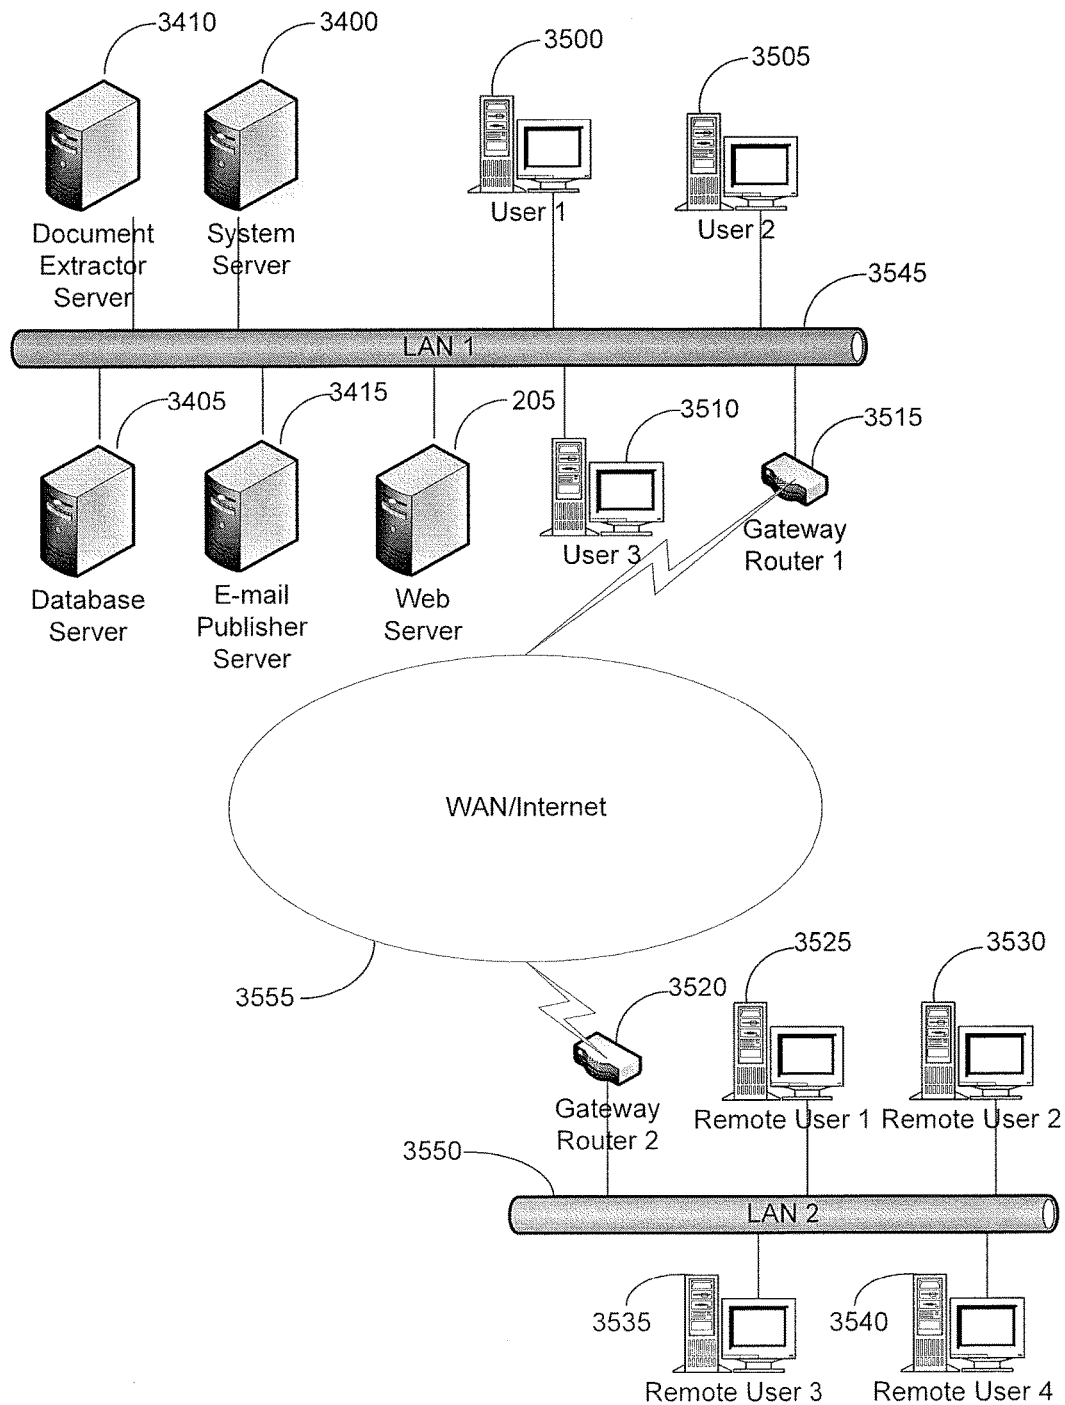 3410
3400
3500
3505
Document
Extractor
Server
System
Server
User 1
User 2
3545
LAN 1
3405
3415
205
3510
3515
Database
Server
E-mail
Publisher
Server
Web
Server
User 3
Gateway
Router 1
WAN/Internet
3555
3520
3525
3530
Gateway
Router 2
Remote User 1
Remote User 2
3550
LAN 2
3535
3540
Remote User 3
Remote User 4